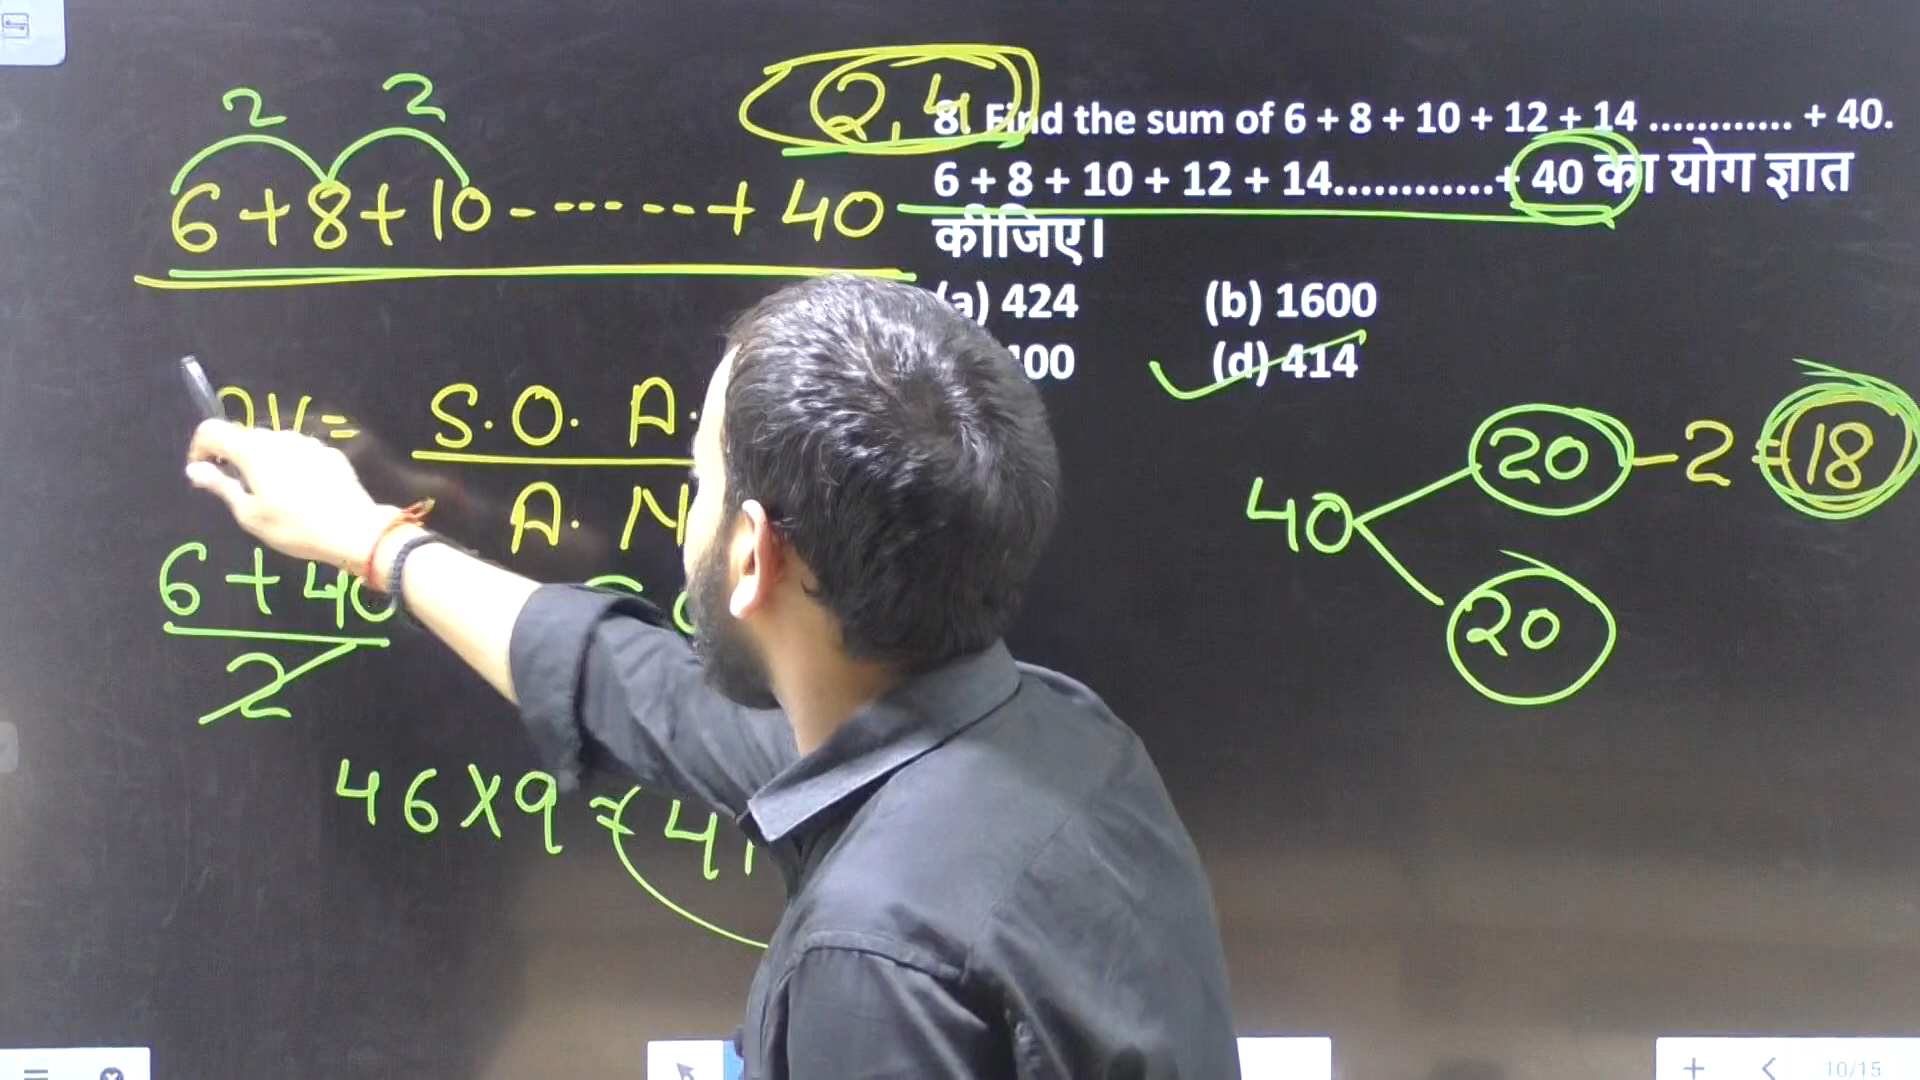 2 2
6+8+10-----+40
2,4
8. Find the sum of 6 + 8 + 10 + 12 + 14 ............ + 40.
6 + 8 + 10 + 12 + 14............+ 40 का योग ज्ञात
कीजिए।
(a) 424 (b) 1600
(d) 414
AV = S.O. A.
A. N
6+40
2
46×9 = 41
40
20 - 2 = 18
20
10/15